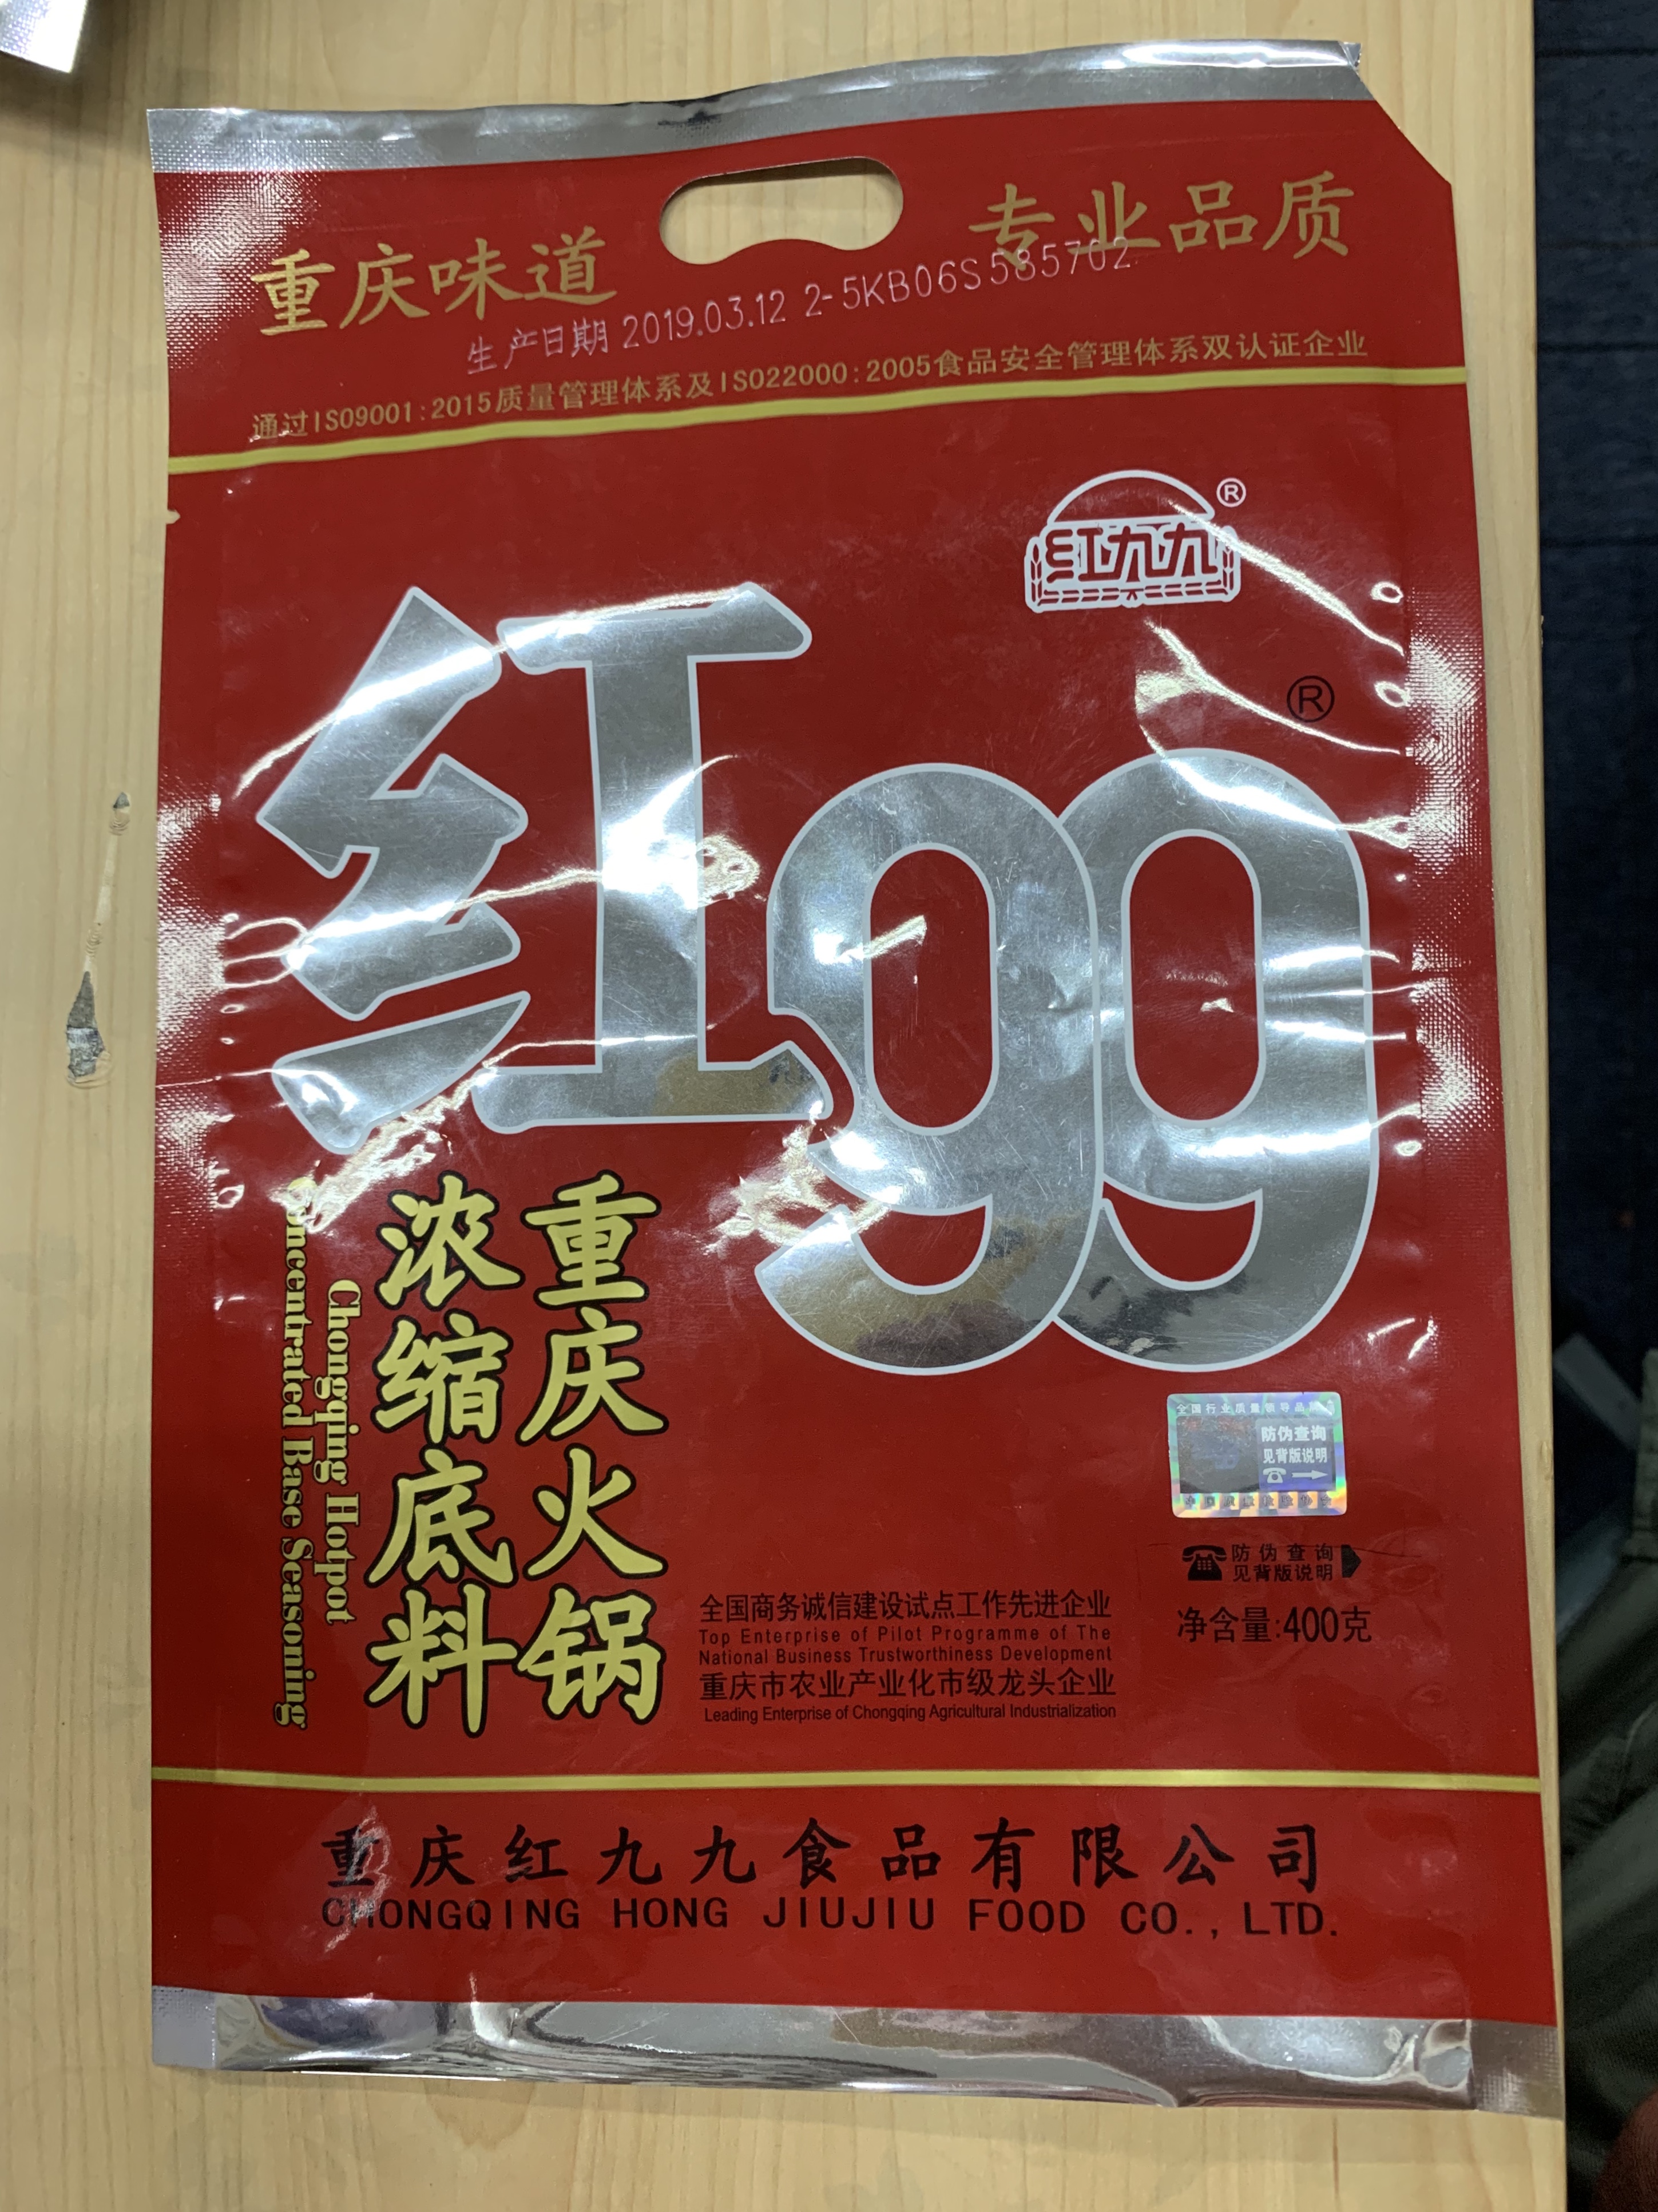 重庆味道
专业品质
生产日期 2019.03.12 2-5KB06S585702
通过ISO9001:2015质量管理体系及ISO22000:2005食品安全管理体系双认证企业
红九九®
红99®
重庆火锅
浓缩底料
Chongqing Hotpot
Concentrated Base Seasoning
防伪查询
见背版说明
防伪查询
见背版说明
净含量:400克
全国商务诚信建设试点工作先进企业
Top Enterprise of Pilot Programme of The
National Business Trustworthiness Development
重庆市农业产业化市级龙头企业
Leading Enterprise of Chongqing Agricultural Industrialization
重庆红九九食品有限公司
CHONGQING HONG JIUJIU FOOD CO., LTD.